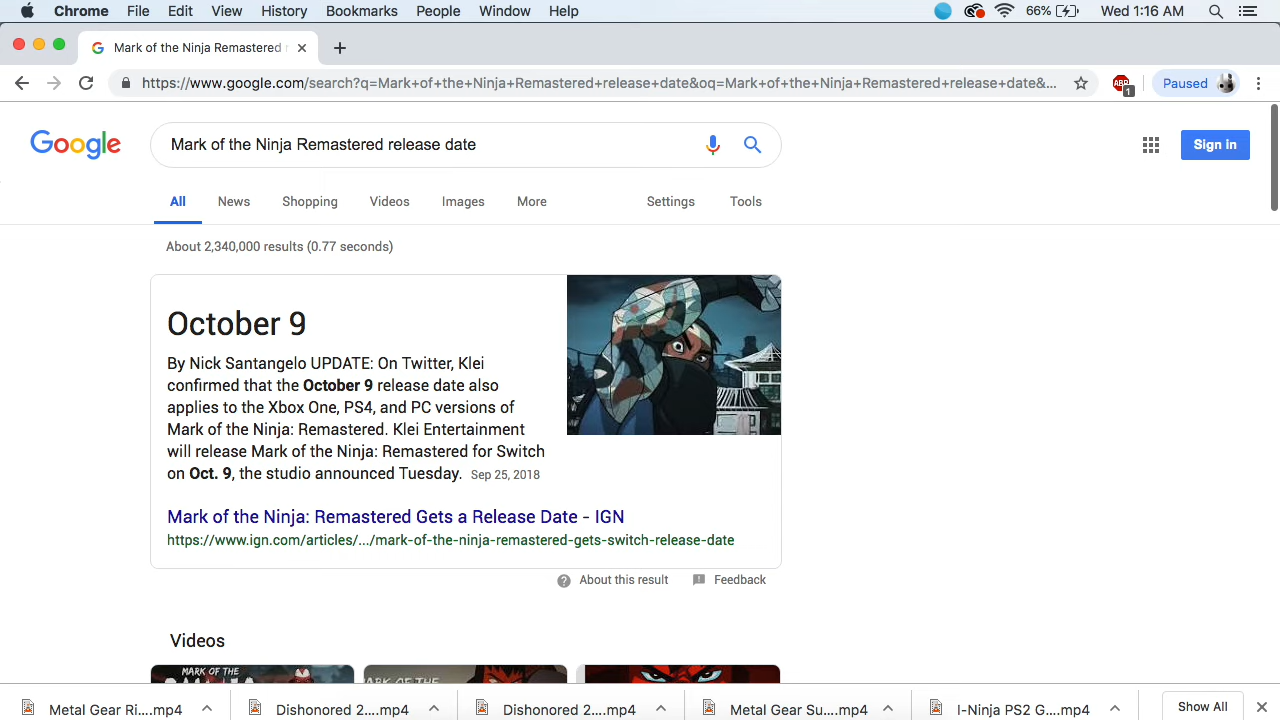 Chrome File Edit View History Bookmarks People Window Help 66% Wed 1:16 AM
Mark of the Ninja Remastered
https://www.google.com/search?q=Mark+of+the+Ninja+Remastered+release+date&oq=Mark+of+the+Ninja+Remastered+release+date&... ABP 1 Paused
Google Mark of the Ninja Remastered release date Sign in
All News Shopping Videos Images More Settings Tools
About 2,340,000 results (0.77 seconds)
October 9
By Nick Santangelo UPDATE: On Twitter, Klei
confirmed that the October 9 release date also
applies to the Xbox One, PS4, and PC versions of
Mark of the Ninja: Remastered. Klei Entertainment
will release Mark of the Ninja: Remastered for Switch
on Oct. 9, the studio announced Tuesday. Sep 25, 2018
Mark of the Ninja: Remastered Gets a Release Date - IGN
https://www.ign.com/articles/.../mark-of-the-ninja-remastered-gets-switch-release-date
About this result Feedback
Videos
MARK OF THE
MARK OF THE
Metal Gear Ri....mp4 Dishonored 2....mp4 Dishonored 2....mp4 Metal Gear Su....mp4 I-Ninja PS2 G....mp4 Show All